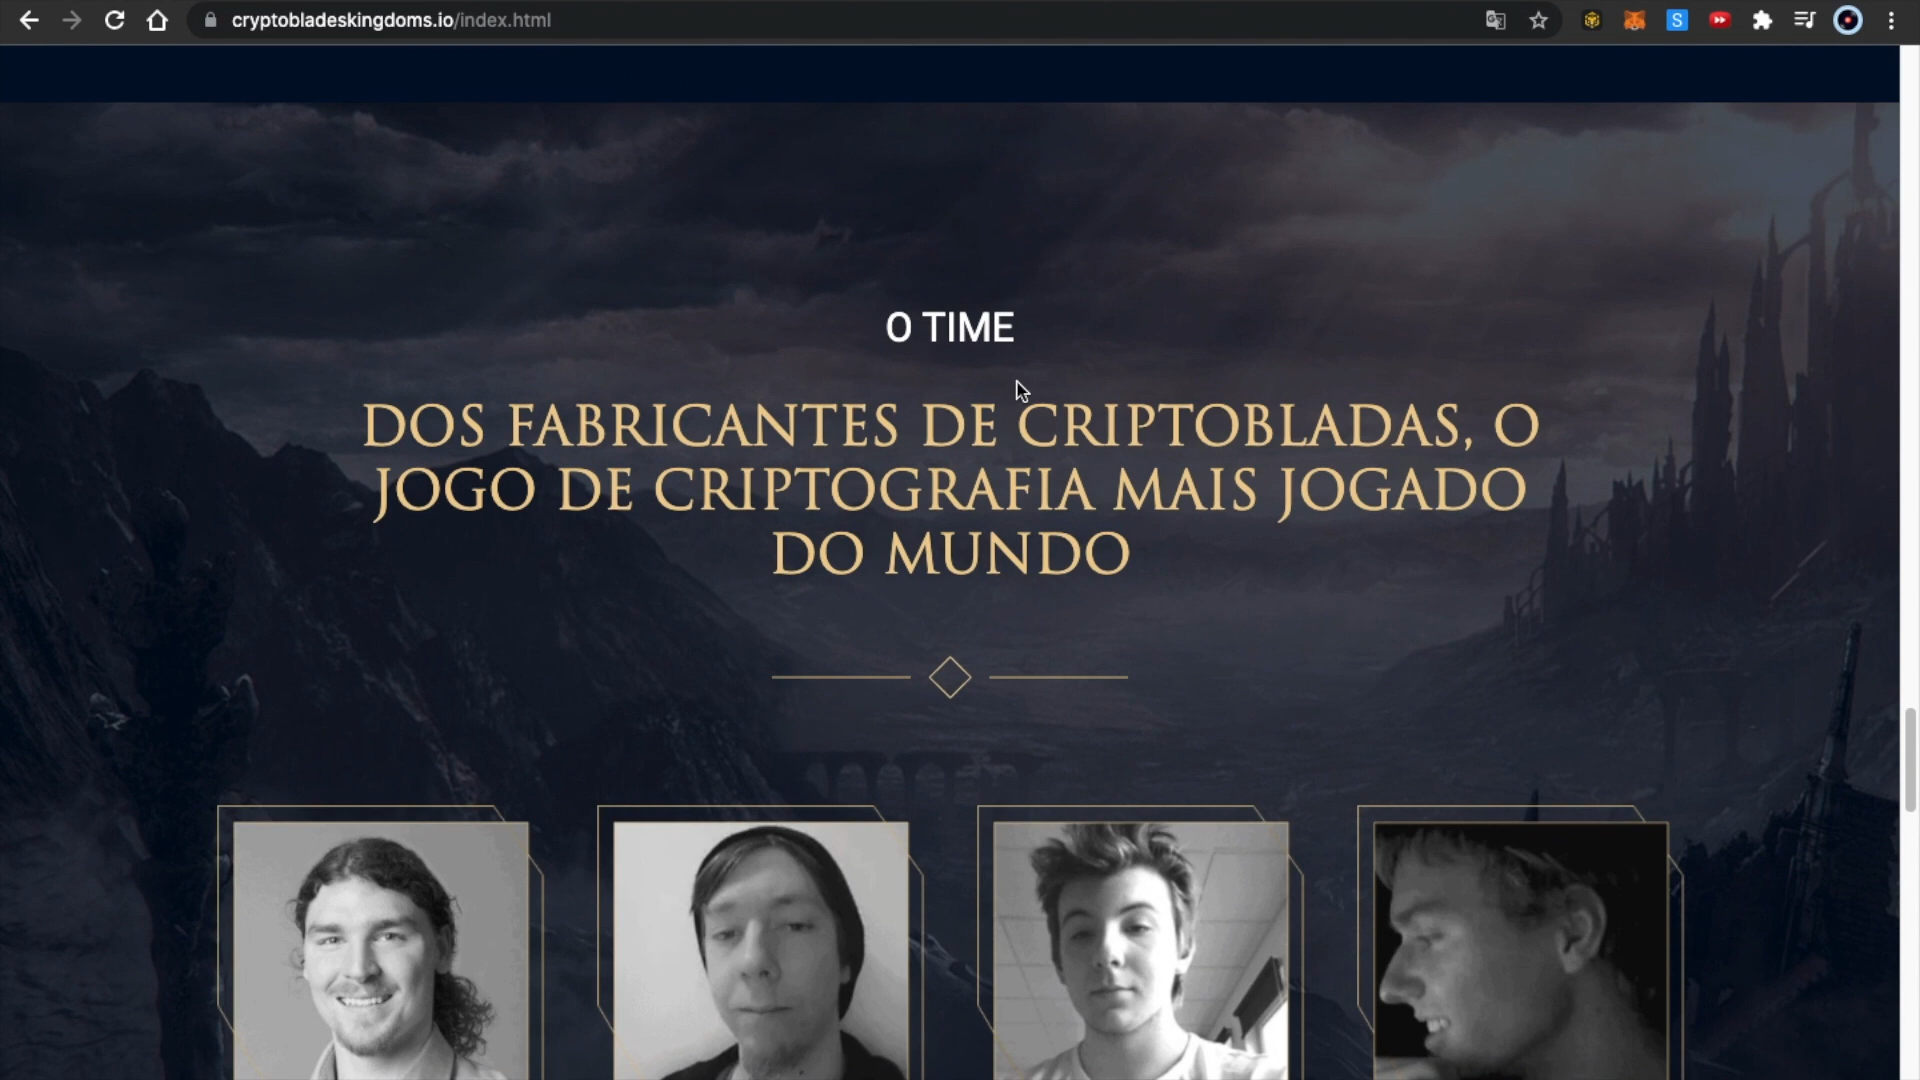 cryptobladeskingdoms.io/index.html
S
O TIME
DOS FABRICANTES DE CRIPTOBLADAS, O
JOGO DE CRIPTOGRAFIA MAIS JOGADO
DO MUNDO